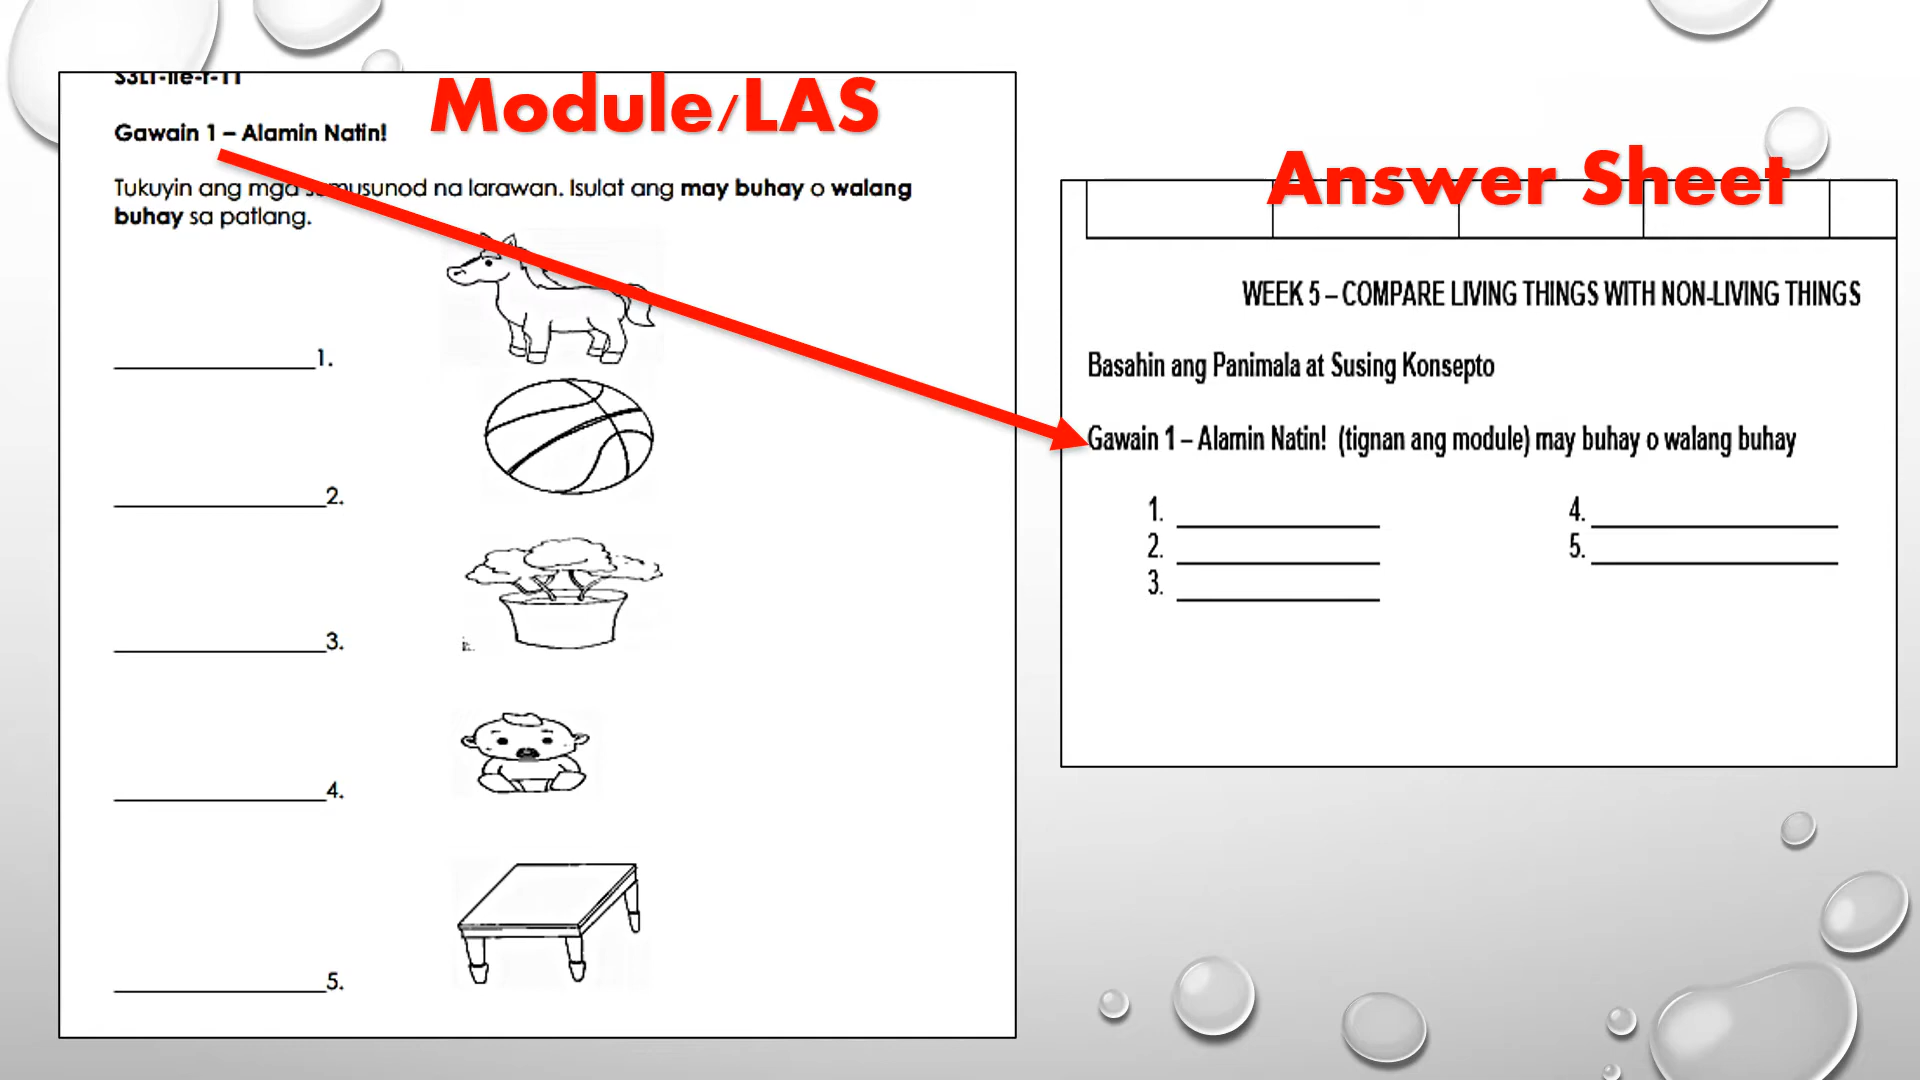 Module/LAS
Gawain 1 – Alamin Natin!
Tukuyin ang mga sumusunod na larawan. Isulat ang may buhay o walang
buhay sa patlang.
1.
2.
3.
4.
5.
Answer Sheet
WEEK 5 – COMPARE LIVING THINGS WITH NON-LIVING THINGS
Basahin ang Panimala at Susing Konsepto
Gawain 1 – Alamin Natin! (tignan ang module) may buhay o walang buhay
1.
2.
3.
4.
5.